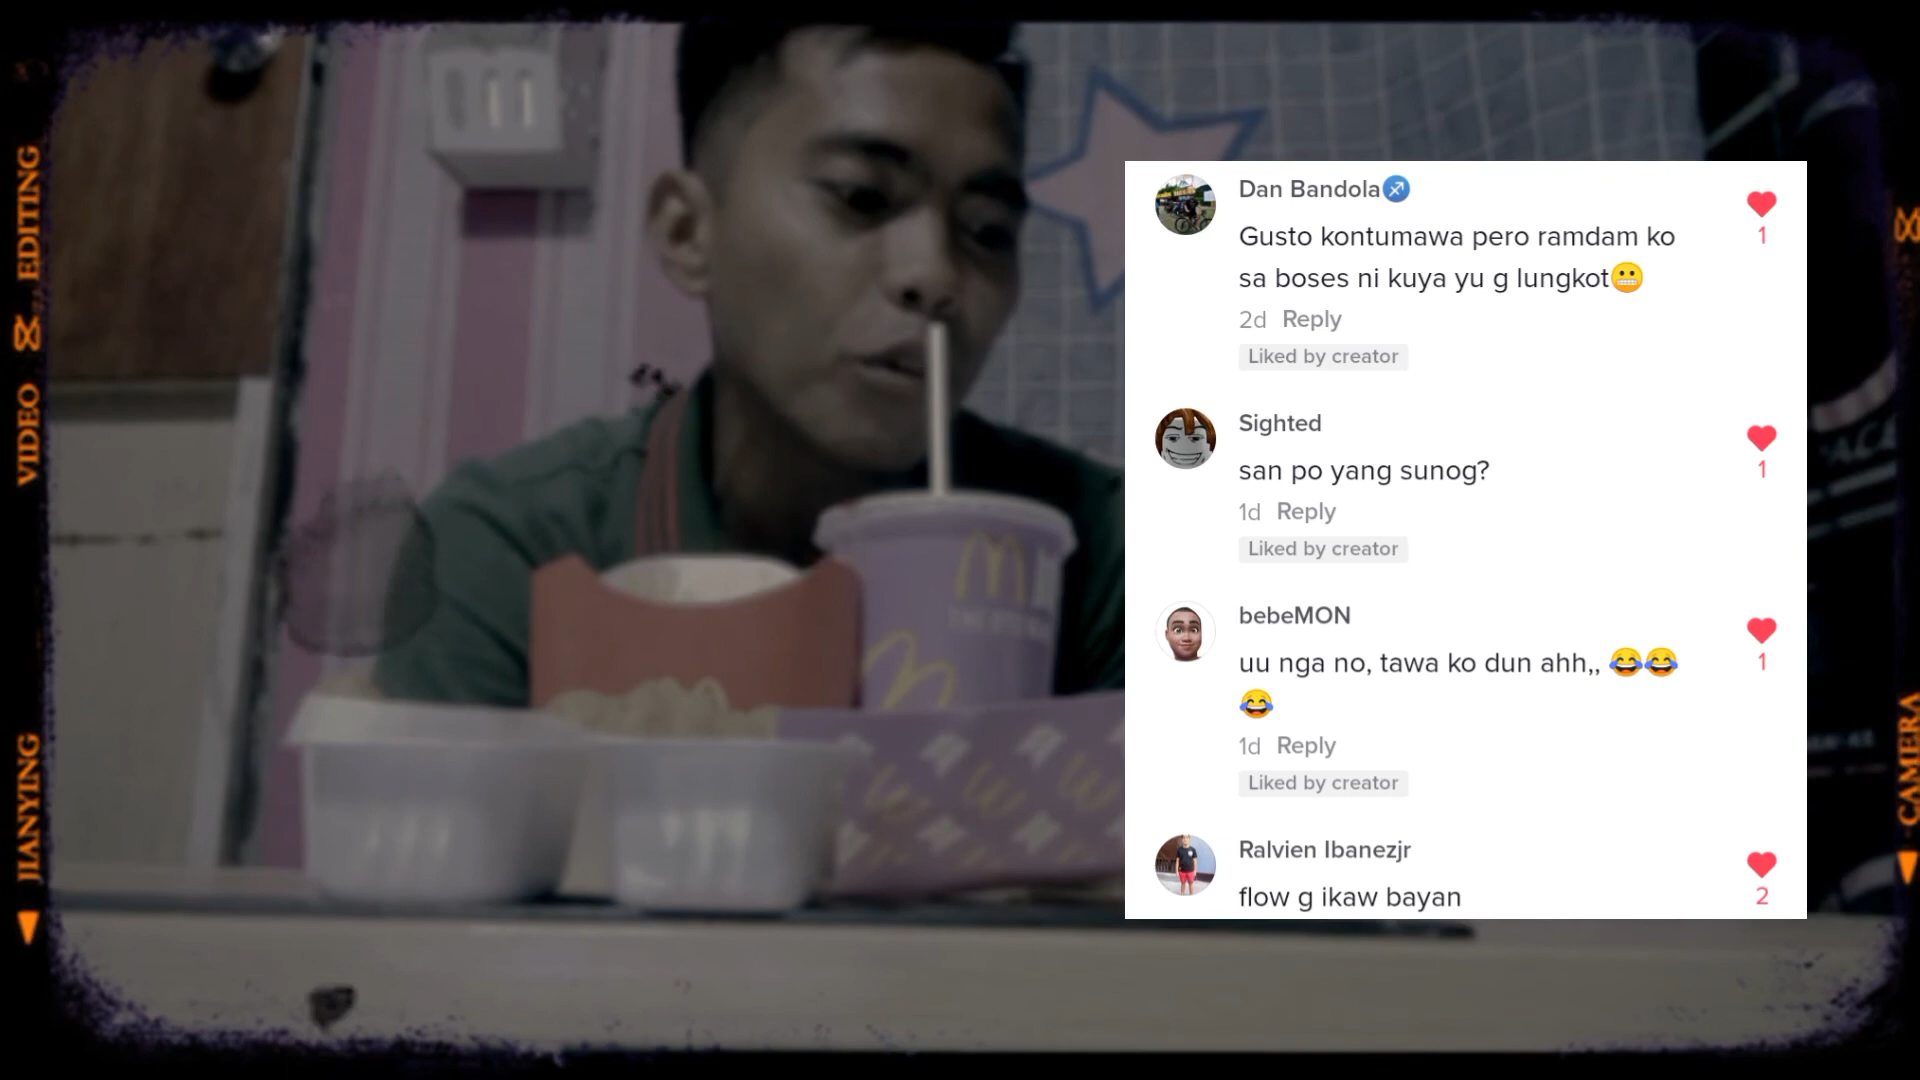 EDITING
VIDEO
JIANYING
CAMERA
Dan Bandola
Gusto kontumawa pero ramdam ko
sa boses ni kuya yu g lungkot😬
2d Reply
Liked by creator
1
Sighted
san po yang sunog?
1d Reply
Liked by creator
1
bebeMON
uu nga no, tawa ko dun ahh,, 😂😂
😂
1d Reply
Liked by creator
1
Ralvien Ibanezjr
flow g ikaw bayan
2